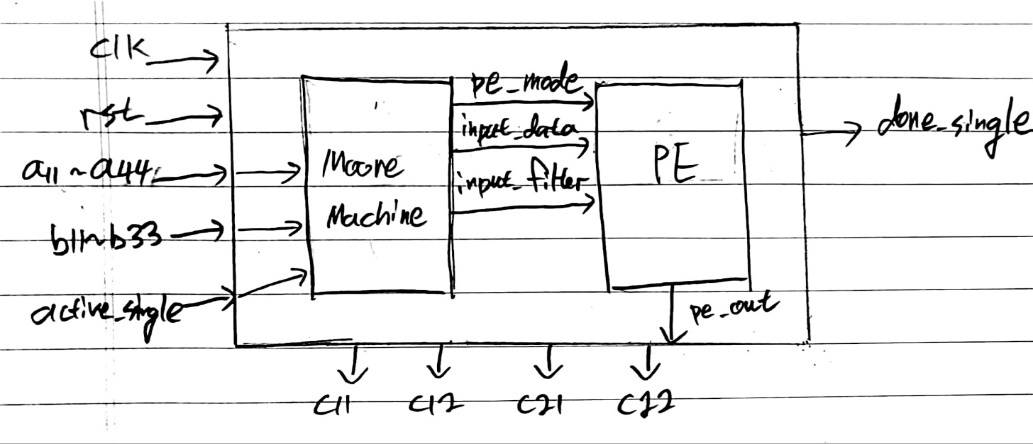 clk
rst
a11~a44
b11~b33
active_single
Moore
Machine
pe_mode
input_data
input_filter
PE
pe_out
done_single
C11 C12 C21 C22